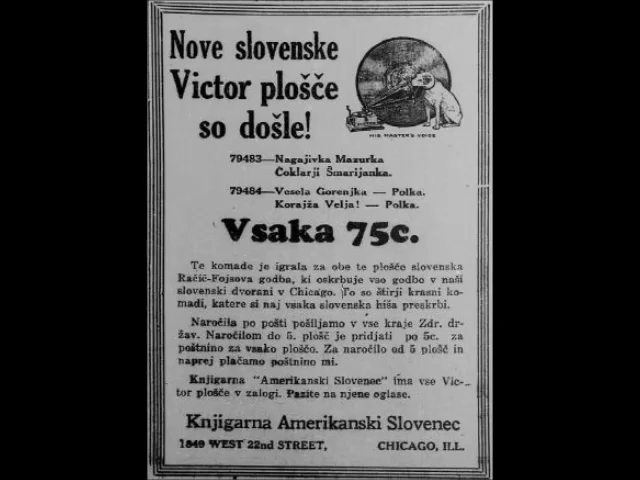 Nove slovenske
Victor plošče
so došle!
HIS MASTER'S VOICE
79483—Nagajivka Mazurka
Čoklarji Šmarijanka.
79484—Vesela Gorenjka — Polka.
Korajža Velja! — Polka.
Vsaka 75c.
Te komade je igrala za obe te plošče slovenska
Račič-Fojsova godba, ki oskrbuje vso godbo v naši
slovenski dvorani v Chicago. To so štirji krasni ko-
madi, katere si naj vsaka slovenska hiša preskrbi.
Naročila po pošti pošiljamo v vse kraje Zdr. dr-
žav. Naročilom do 5. plošč je pridjati po 5c. za
poštnino za vsako ploščo. Za naročilo od 5 plošč in
naprej plačamo poštnino mi.
Knjigarna "Amerikanski Slovenec" ima vse Vic-
tor plošče v zalogi. Pazite na njene oglase.
Knjigarna Amerikanski Slovenec
1849 WEST 22nd STREET, CHICAGO, ILL.